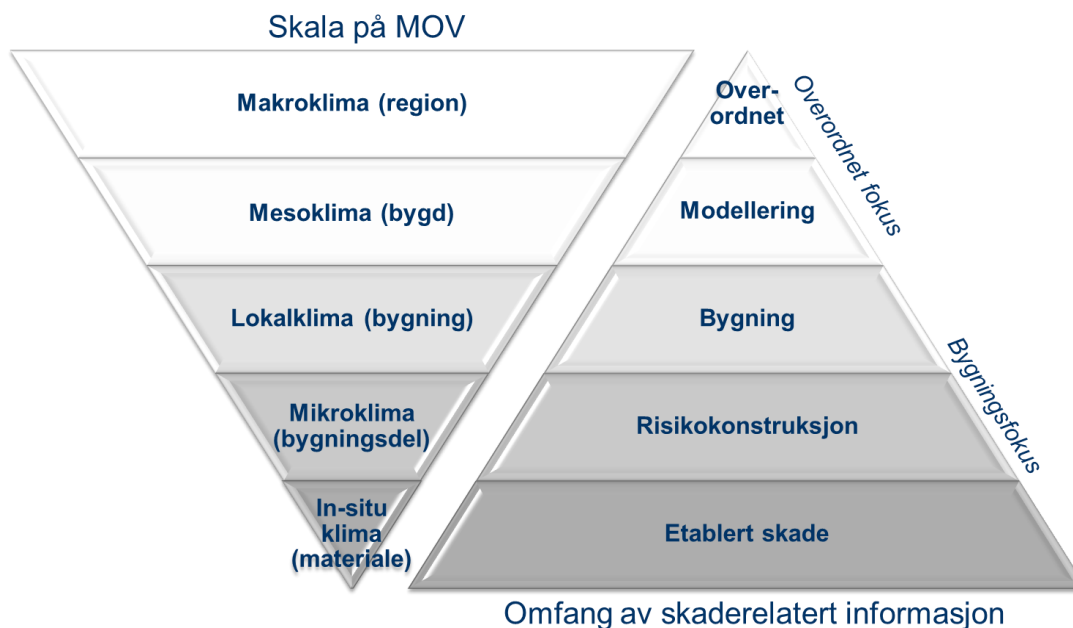 Skala på MOV
Makroklima (region)
Mesoklima (bygd)
Lokalklima (bygning)
Mikroklima
(bygningsdel)
In-situ
klima
(materiale)
Over-
ordnet
Modellering
Bygning
Risikokonstruksjon
Etablert skade
Overordnet fokus
Bygningsfokus
Omfang av skaderelatert informasjon